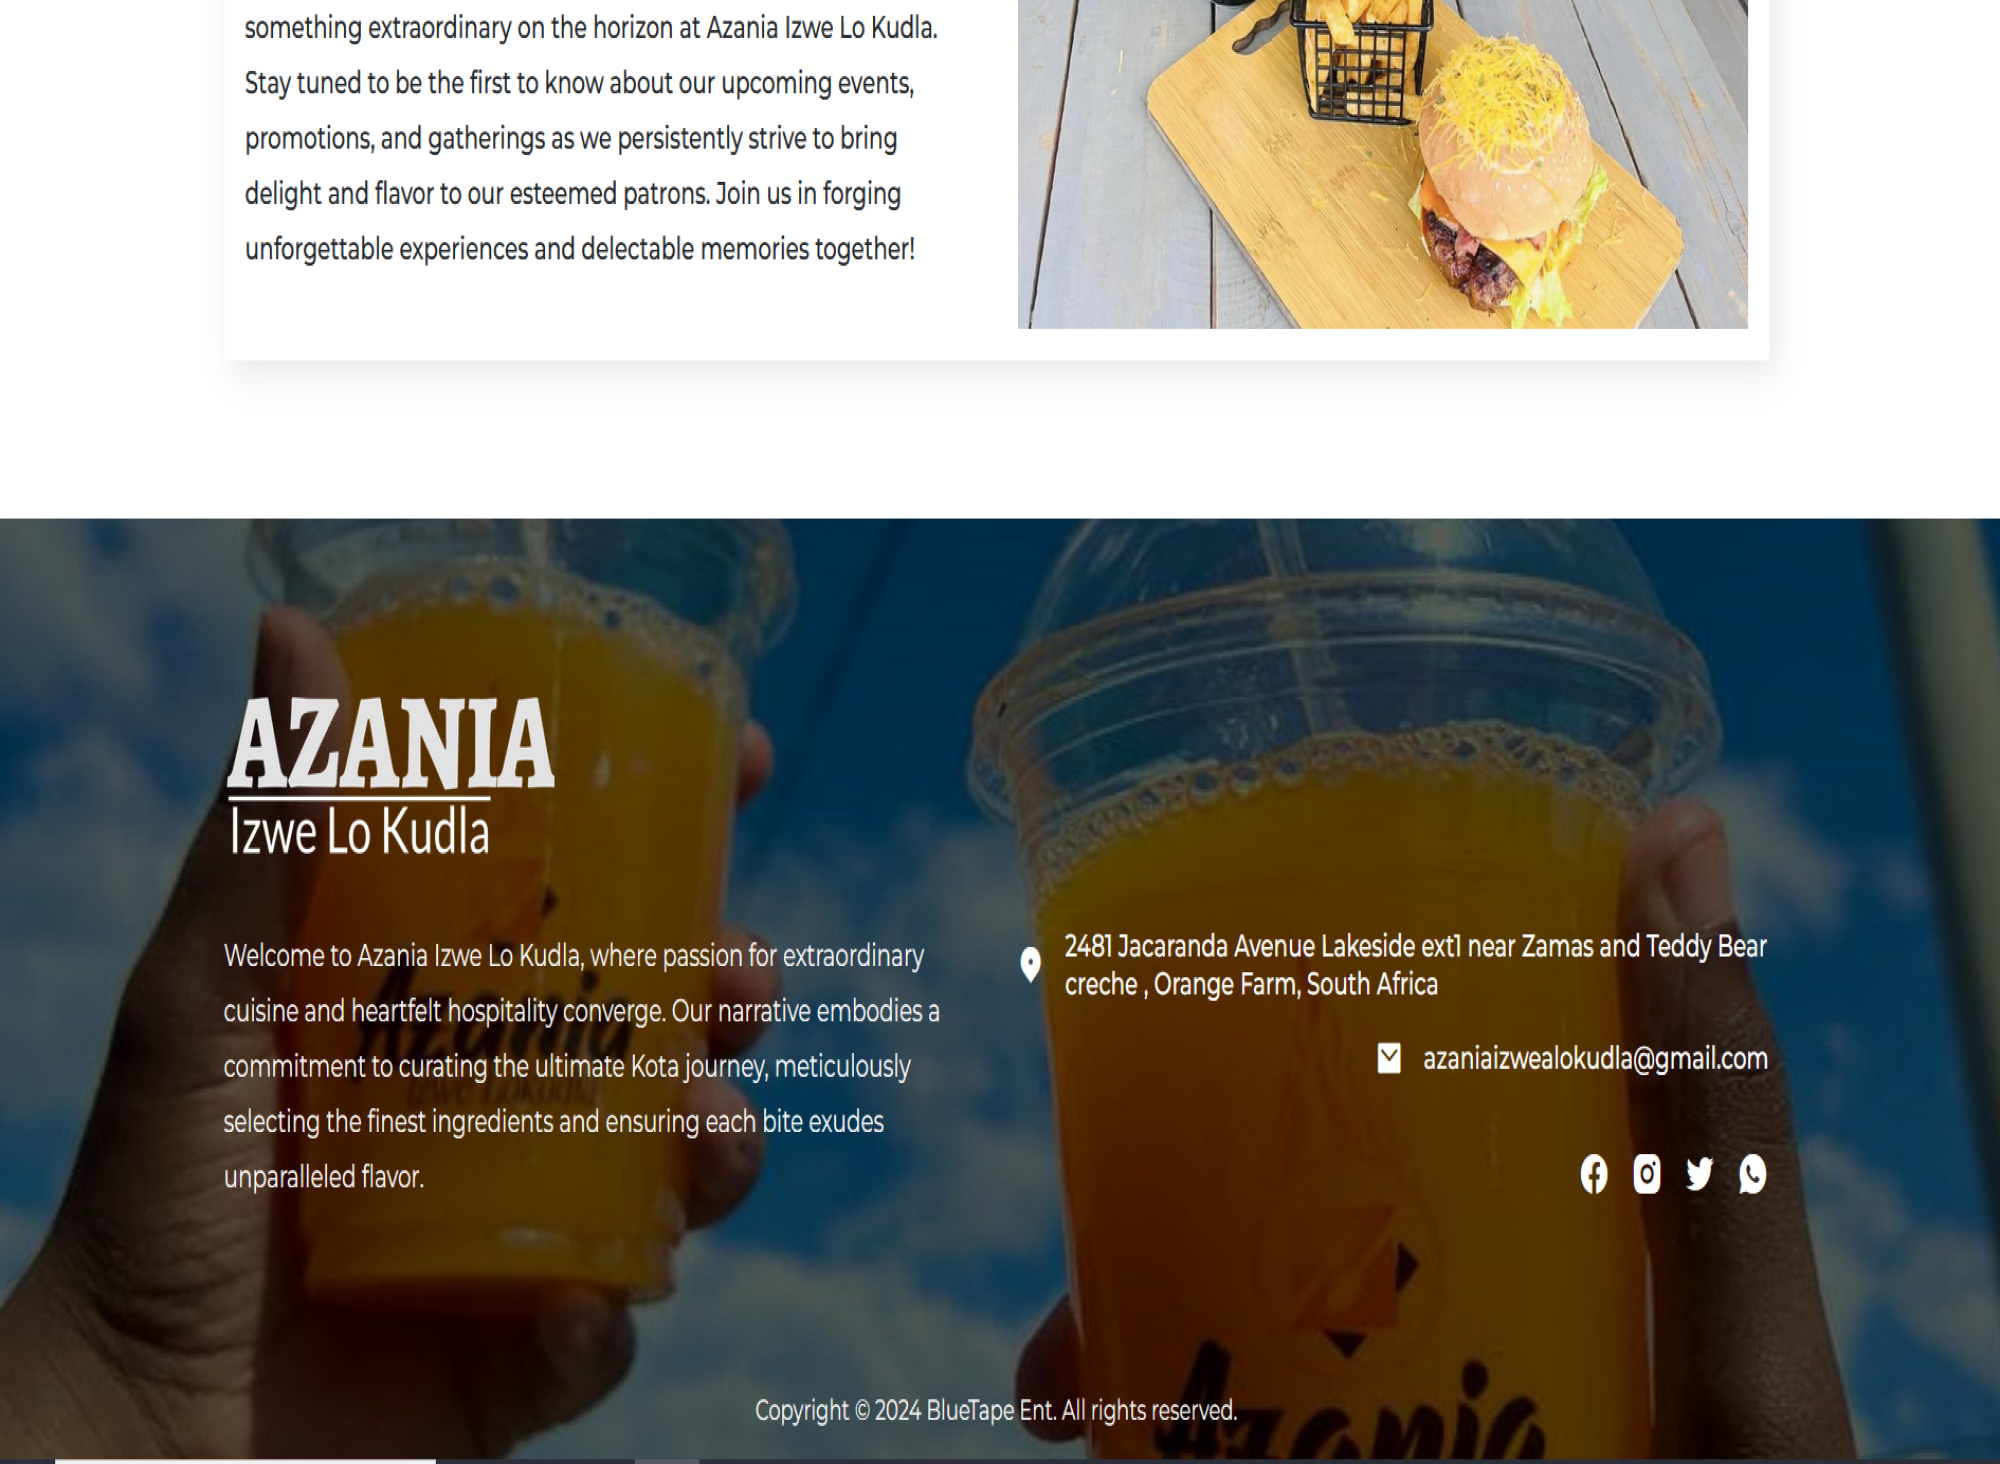 something extraordinary on the horizon at Azania Izwe Lo Kudla.
Stay tuned to be the first to know about our upcoming events,
promotions, and gatherings as we persistently strive to bring
delight and flavor to our esteemed patrons. Join us in forging
unforgettable experiences and delectable memories together!
AZANIA
Izwe Lo Kudla
Welcome to Azania Izwe Lo Kudla, where passion for extraordinary
cuisine and heartfelt hospitality converge. Our narrative embodies a
commitment to curating the ultimate Kota journey, meticulously
selecting the finest ingredients and ensuring each bite exudes
unparalleled flavor.
2481 Jacaranda Avenue Lakeside ext1 near Zamas and Teddy Bear
creche , Orange Farm, South Africa
azaniaizwealokudla@gmail.com
Azania
Izwe Lokudla
Azania
Copyright © 2024 BlueTape Ent. All rights reserved.